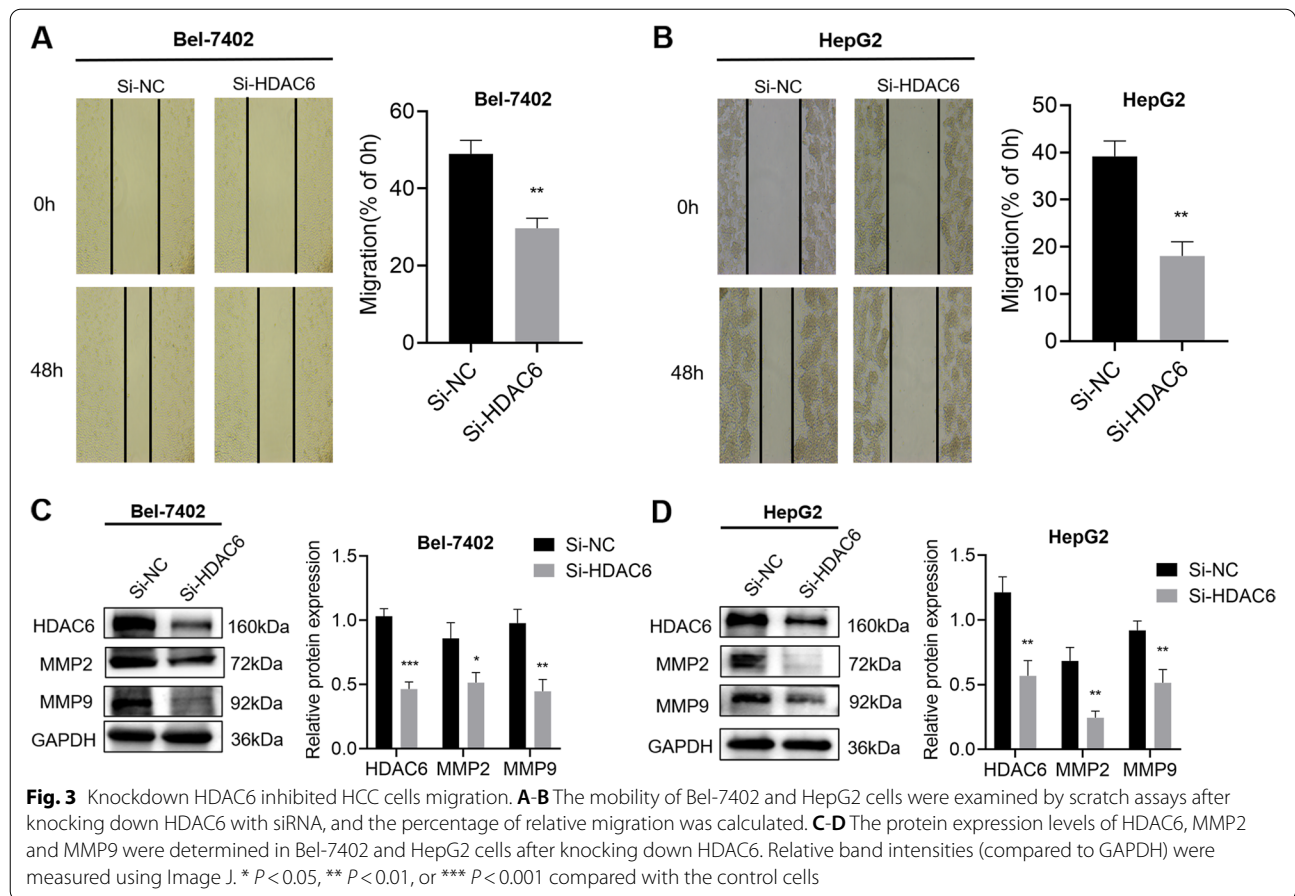 A
Bel-7402
Si-NC Si-HDAC6
0h
48h
Bel-7402
Migration(% of 0h)
60
40
20
0
Si-NC
Si-HDAC6
**
B
HepG2
Si-NC Si-HDAC6
0h
48h
HepG2
Migration(% of 0h)
50
40
30
20
10
0
Si-NC
Si-HDAC6
**
C
Bel-7402
Si-NC Si-HDAC6
HDAC6 160kDa
MMP2 72kDa
MMP9 92kDa
GAPDH 36kDa
Bel-7402
Si-NC
Si-HDAC6
Relative protein expression
1.5
1.0
0.5
0.0
*** * **
HDAC6 MMP2 MMP9
D
HepG2
Si-NC Si-HDAC6
HDAC6 160kDa
MMP2 72kDa
MMP9 92kDa
GAPDH 36kDa
HepG2
Si-NC
Si-HDAC6
Relative protein expression
1.5
1.0
0.5
0.0
** ** **
HDAC6 MMP2 MMP9
Fig. 3 Knockdown HDAC6 inhibited HCC cells migration. A-B The mobility of Bel-7402 and HepG2 cells were examined by scratch assays after
knocking down HDAC6 with siRNA, and the percentage of relative migration was calculated. C-D The protein expression levels of HDAC6, MMP2
and MMP9 were determined in Bel-7402 and HepG2 cells after knocking down HDAC6. Relative band intensities (compared to GAPDH) were
measured using Image J. * P < 0.05, ** P < 0.01, or *** P < 0.001 compared with the control cells